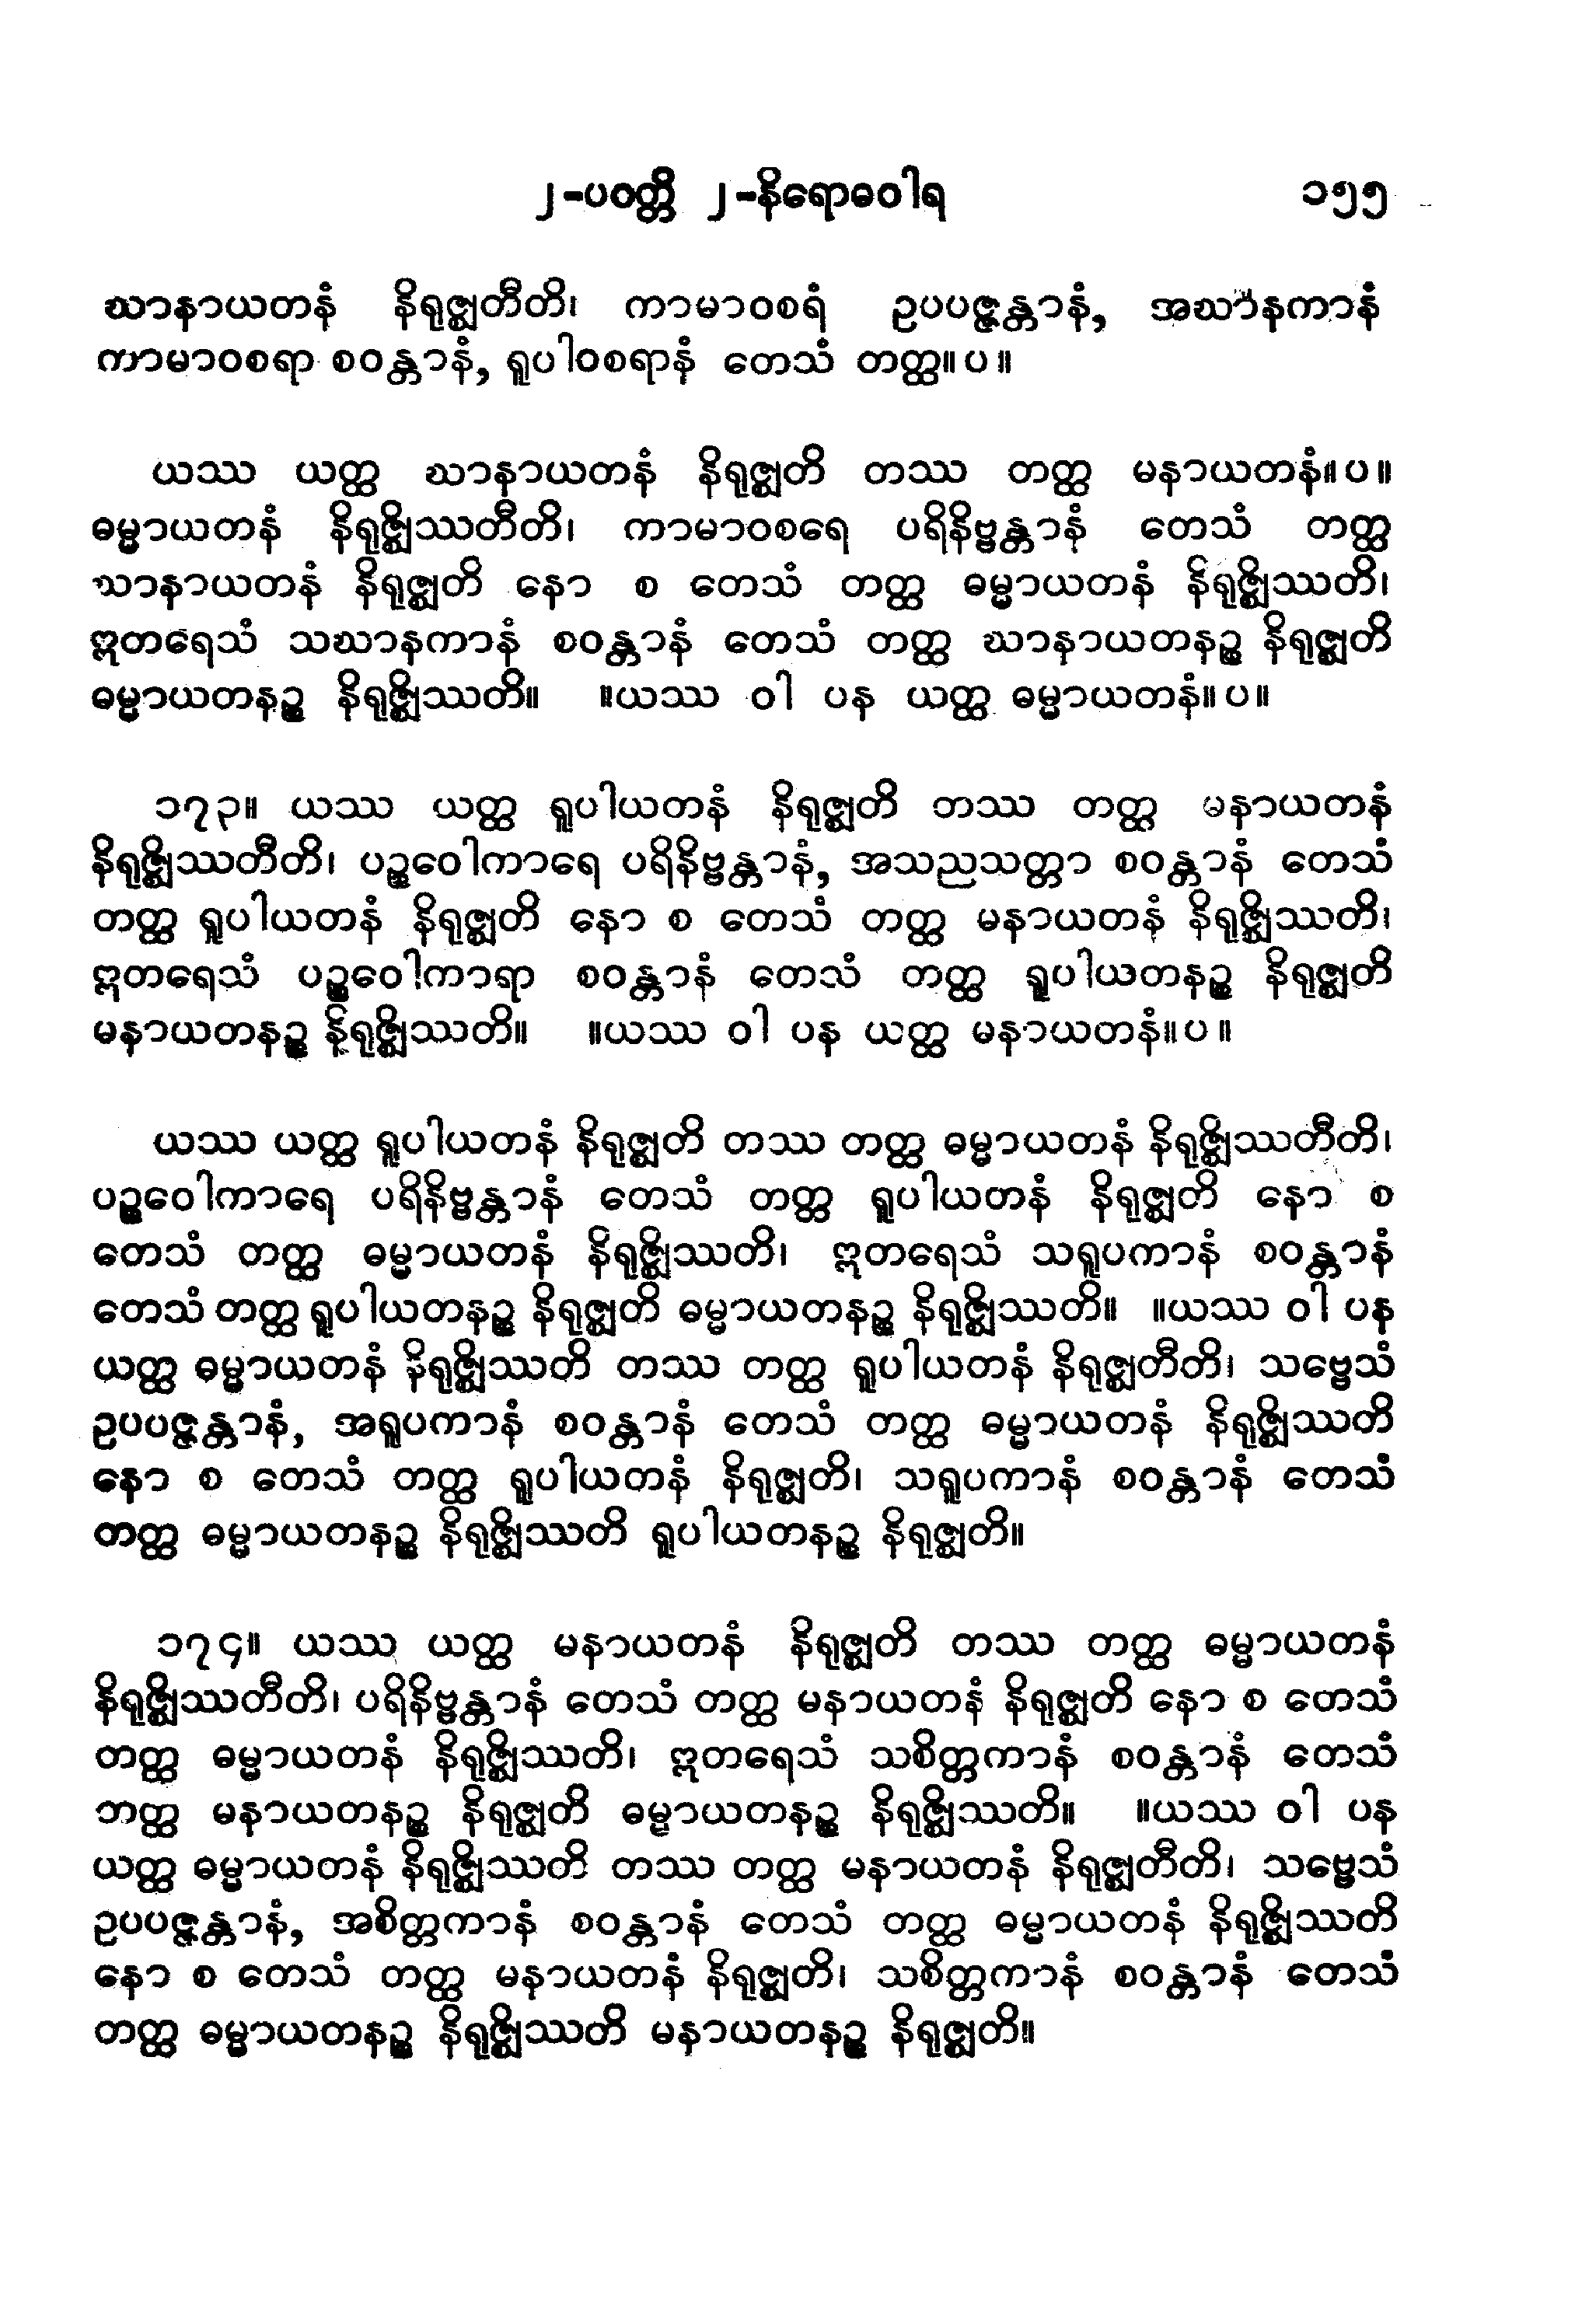 ၂-ပဝတ္တိ ၂-နိရောဓဝါရ ၁၅၅
ဃာနာယတနံ နိရုဇ္ဈတီတိ၊ ကာမာဝစရံ ဥပပဇ္ဇန္တာနံ, အဃာနကာနံ
ကာမာဝစရာ စဝန္တာနံ, ရူပါဝစရာနံ တေသံ တတ္ထ။ ပ ။
ယဿ ယတ္ထ ဃာနာယတနံ နိရုဇ္ဈတိ တဿ တတ္ထ မနာယတနံ။ ပ ။
ဓမ္မာယတနံ နိရုဇ္ဈိဿတီတိ၊ ကာမာဝစရေ ပရိနိဗ္ဗန္တာနံ တေသံ တတ္ထ
ဃာနာယတနံ နိရုဇ္ဈတိ နော စ တေသံ တတ္ထ ဓမ္မာယတနံ နိရုဇ္ဈိဿတိ၊
ဣတရေသံ သဃာနကာနံ စဝန္တာနံ တေသံ တတ္ထ ဃာနာယတနဉ္စ နိရုဇ္ဈတိ
ဓမ္မာယတနဉ္စ နိရုဇ္ဈိဿတိ။ ။ယဿ ဝါ ပန ယတ္ထ ဓမ္မာယတနံ။ ပ ။
၁၇၃။ ယဿ ယတ္ထ ရူပါယတနံ နိရုဇ္ဈတိ တဿ တတ္ထ မနာယတနံ
နိရုဇ္ဈိဿတီတိ၊ ပဉ္စဝေါကာရေ ပရိနိဗ္ဗန္တာနံ, အသညသတ္တာ စဝန္တာနံ တေသံ
တတ္ထ ရူပါယတနံ နိရုဇ္ဈတိ နော စ တေသံ တတ္ထ မနာယတနံ နိရုဇ္ဈိဿတိ၊
ဣတရေသံ ပဉ္စဝေါကာရာ စဝန္တာနံ တေသံ တတ္ထ ရူပါယတနဉ္စ နိရုဇ္ဈတိ
မနာယတနဉ္စ နိရုဇ္ဈိဿတိ။ ။ယဿ ဝါ ပန ယတ္ထ မနာယတနံ။ ပ ။
ယဿ ယတ္ထ ရူပါယတနံ နိရုဇ္ဈတိ တဿ တတ္ထ ဓမ္မာယတနံ နိရုဇ္ဈိဿတီတိ၊
ပဉ္စဝေါကာရေ ပရိနိဗ္ဗန္တာနံ တေသံ တတ္ထ ရူပါယတနံ နိရုဇ္ဈတိ နော စ
တေသံ တတ္ထ ဓမ္မာယတနံ နိရုဇ္ဈိဿတိ၊ ဣတရေသံ သရူပကာနံ စဝန္တာနံ
တေသံ တတ္ထ ရူပါယတနဉ္စ နိရုဇ္ဈတိ ဓမ္မာယတနဉ္စ နိရုဇ္ဈိဿတိ။ ။ယဿ ဝါ ပန
ယတ္ထ ဓမ္မာယတနံ နိရုဇ္ဈိဿတိ တဿ တတ္ထ ရူပါယတနံ နိရုဇ္ဈတီတိ၊ သဗ္ဗေသံ
ဥပပဇ္ဇန္တာနံ, အရူပကာနံ စဝန္တာနံ တေသံ တတ္ထ ဓမ္မာယတနံ နိရုဇ္ဈိဿတိ
နော စ တေသံ တတ္ထ ရူပါယတနံ နိရုဇ္ဈတိ၊ သရူပကာနံ စဝန္တာနံ တေသံ
တတ္ထ ဓမ္မာယတနဉ္စ နိရုဇ္ဈိဿတိ ရူပါယတနဉ္စ နိရုဇ္ဈတိ။
၁၇၄။ ယဿ ယတ္ထ မနာယတနံ နိရုဇ္ဈတိ တဿ တတ္ထ ဓမ္မာယတနံ
နိရုဇ္ဈိဿတီတိ၊ ပရိနိဗ္ဗန္တာနံ တေသံ တတ္ထ မနာယတနံ နိရုဇ္ဈတိ နော စ တေသံ
တတ္ထ ဓမ္မာယတနံ နိရုဇ္ဈိဿတိ၊ ဣတရေသံ သစိတ္တကာနံ စဝန္တာနံ တေသံ
တတ္ထ မနာယတနဉ္စ နိရုဇ္ဈတိ ဓမ္မာယတနဉ္စ နိရုဇ္ဈိဿတိ။ ။ယဿ ဝါ ပန
ယတ္ထ ဓမ္မာယတနံ နိရုဇ္ဈိဿတိ တဿ တတ္ထ မနာယတနံ နိရုဇ္ဈတီတိ၊ သဗ္ဗေသံ
ဥပပဇ္ဇန္တာနံ, အစိတ္တကာနံ စဝန္တာနံ တေသံ တတ္ထ ဓမ္မာယတနံ နိရုဇ္ဈိဿတိ
နော စ တေသံ တတ္ထ မနာယတနံ နိရုဇ္ဈတိ၊ သစိတ္တကာနံ စဝန္တာနံ တေသံ
တတ္ထ ဓမ္မာယတနဉ္စ နိရုဇ္ဈိဿတိ မနာယတနဉ္စ နိရုဇ္ဈတိ။